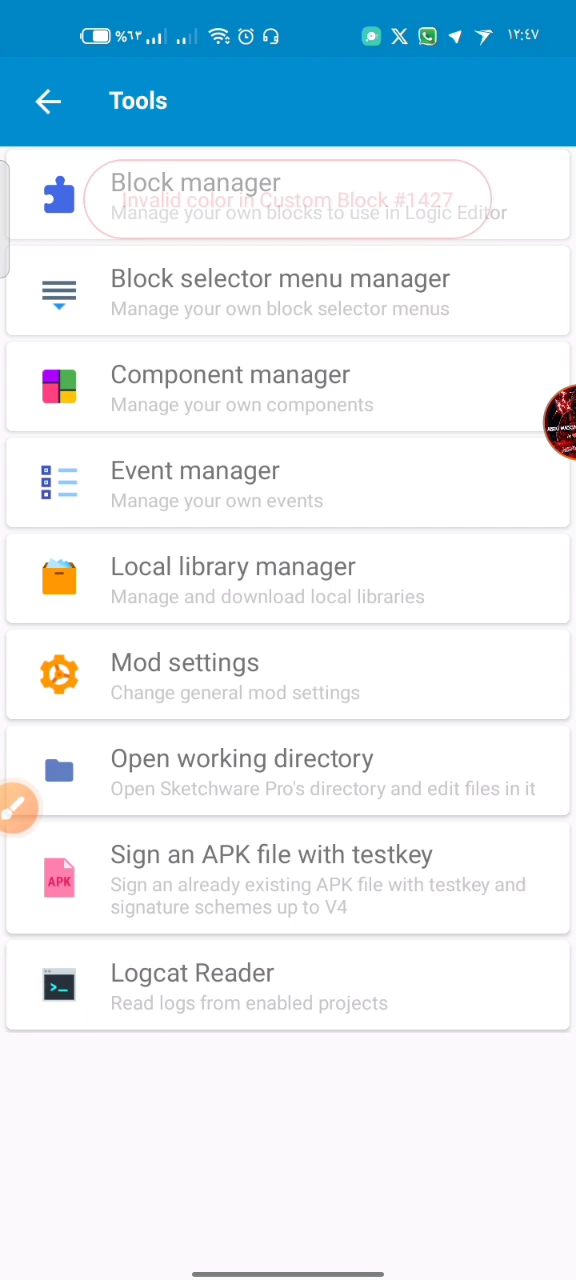 %٦٣
١٢:٤٧
Tools
Block manager
Invalid color in Custom Block #1427
Manage your own blocks to use in Logic Editor
Block selector menu manager
Manage your own block selector menus
Component manager
Manage your own components
Event manager
Manage your own events
Local library manager
Manage and download local libraries
Mod settings
Change general mod settings
Open working directory
Open Sketchware Pro's directory and edit files in it
Sign an APK file with testkey
APK
Sign an already existing APK file with testkey and
signature schemes up to V4
Logcat Reader
Read logs from enabled projects